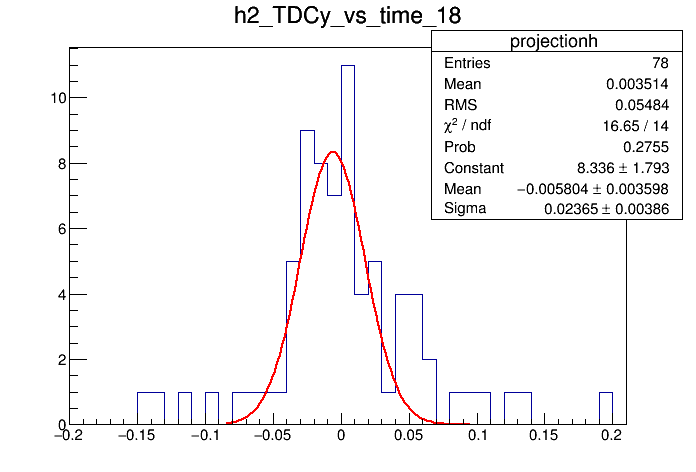 h2_TDCy_vs_time_18
projectionh
Entries 78
Mean 0.003514
RMS 0.05484
χ² / ndf 16.65 / 14
Prob 0.2755
Constant 8.336 ± 1.793
Mean −0.005804 ± 0.003598
Sigma 0.02365 ± 0.00386
10
8
6
4
2
0
−0.2 −0.15 −0.1 −0.05 0 0.05 0.1 0.15 0.2